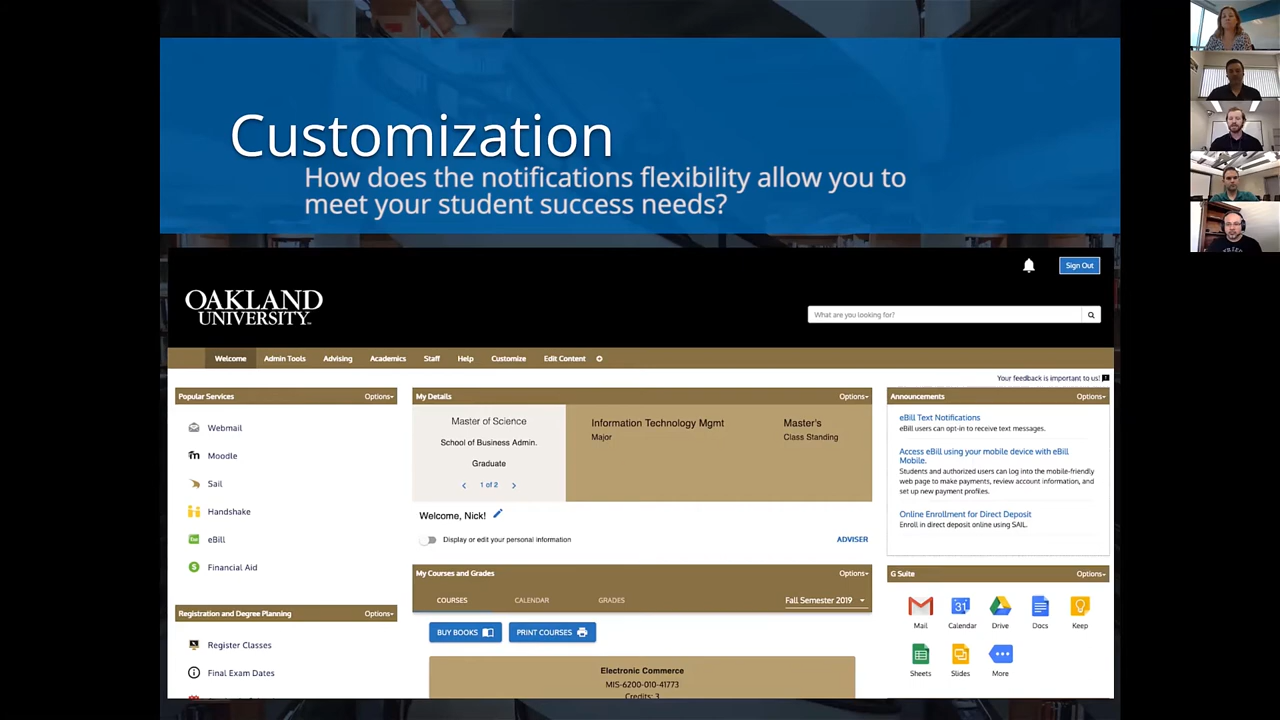 Customization
How does the notifications flexibility allow you to
meet your student success needs?
Sign Out
OAKLAND
UNIVERSITY
What are you looking for?
Welcome
Admin Tools
Advising
Academics
Staff
Help
Customize
Edit Content
Your feedback is important to us!
Popular Services
Options
Webmail
Moodle
Sail
Handshake
eBill
Financial Aid
Registration and Degree Planning
Options
Register Classes
Final Exam Dates
My Details
Options
Master of Science
School of Business Admin.
Graduate
1 of 2
Information Technology Mgmt
Major
Master's
Class Standing
Welcome, Nick!
Display or edit your personal information
ADVISER
My Courses and Grades
Options
COURSES
CALENDAR
GRADES
Fall Semester 2019
BUY BOOKS
PRINT COURSES
Electronic Commerce
MIS-6200-010-41773
Credits: 3
Announcements
Options
eBill Text Notifications
eBill users can opt-in to receive text messages.
Access eBill using your mobile device with eBill
Mobile.
Students and authorized users can log into the mobile-friendly
web page to make payments, review account information, and
set up new payment profiles.
Online Enrollment for Direct Deposit
Enroll in direct deposit online using SAIL.
G Suite
Options
Mail
31
Calendar
Drive
Docs
Keep
Sheets
Slides
More